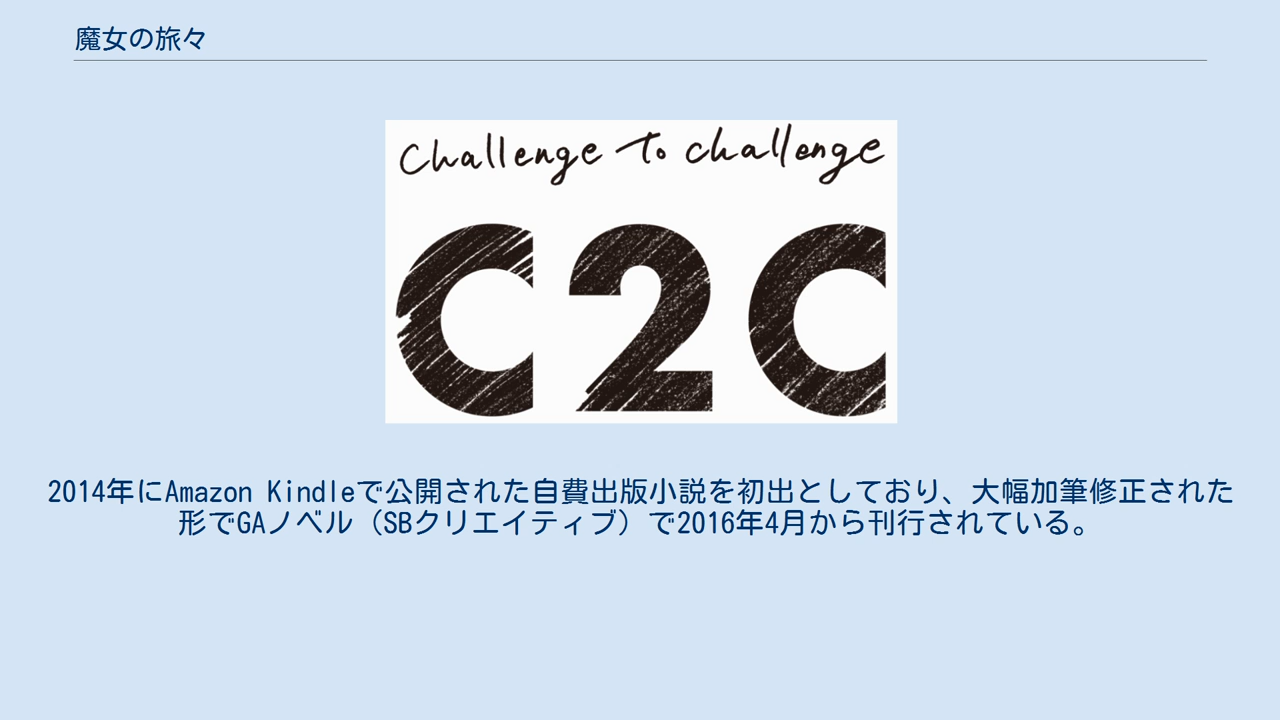 魔女の旅々
Challenge To challenge
C2C
2014年にAmazon Kindleで公開された自費出版小説を初出としており、大幅加筆修正された
形でGAノベル（SBクリエイティブ）で2016年4月から刊行されている。